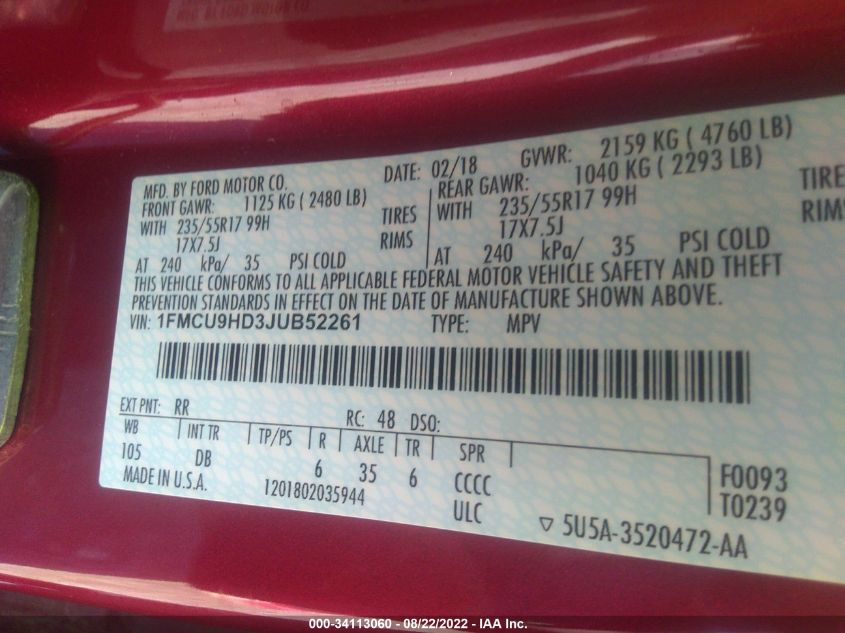 MFD. BY FORD MOTOR CO.
DATE: 02/18 GVWR: 2159 KG ( 4760 LB)
FRONT GAWR: 1125 KG ( 2480 LB) REAR GAWR: 1040 KG ( 2293 LB)
WITH 235/55R17 99H TIRES WITH 235/55R17 99H TIRE
17X7.5J RIMS 17X7.5J RIM
AT 240 kPa/ 35 PSI COLD AT 240 kPa/ 35 PSI COLD
THIS VEHICLE CONFORMS TO ALL APPLICABLE FEDERAL MOTOR VEHICLE SAFETY AND THEFT
PREVENTION STANDARDS IN EFFECT ON THE DATE OF MANUFACTURE SHOWN ABOVE.
VIN: 1FMCU9HD3JUB52261 TYPE: MPV
EXT PNT: RR RC: 48 DSO:
WB INT TR TP/PS R AXLE TR SPR
105 DB 6 35 6 CCCC F0093
MADE IN U.S.A. 1201802035944 ULC T0239
5U5A-3520472-AA
000-34113060 - 08/22/2022 - IAA Inc.